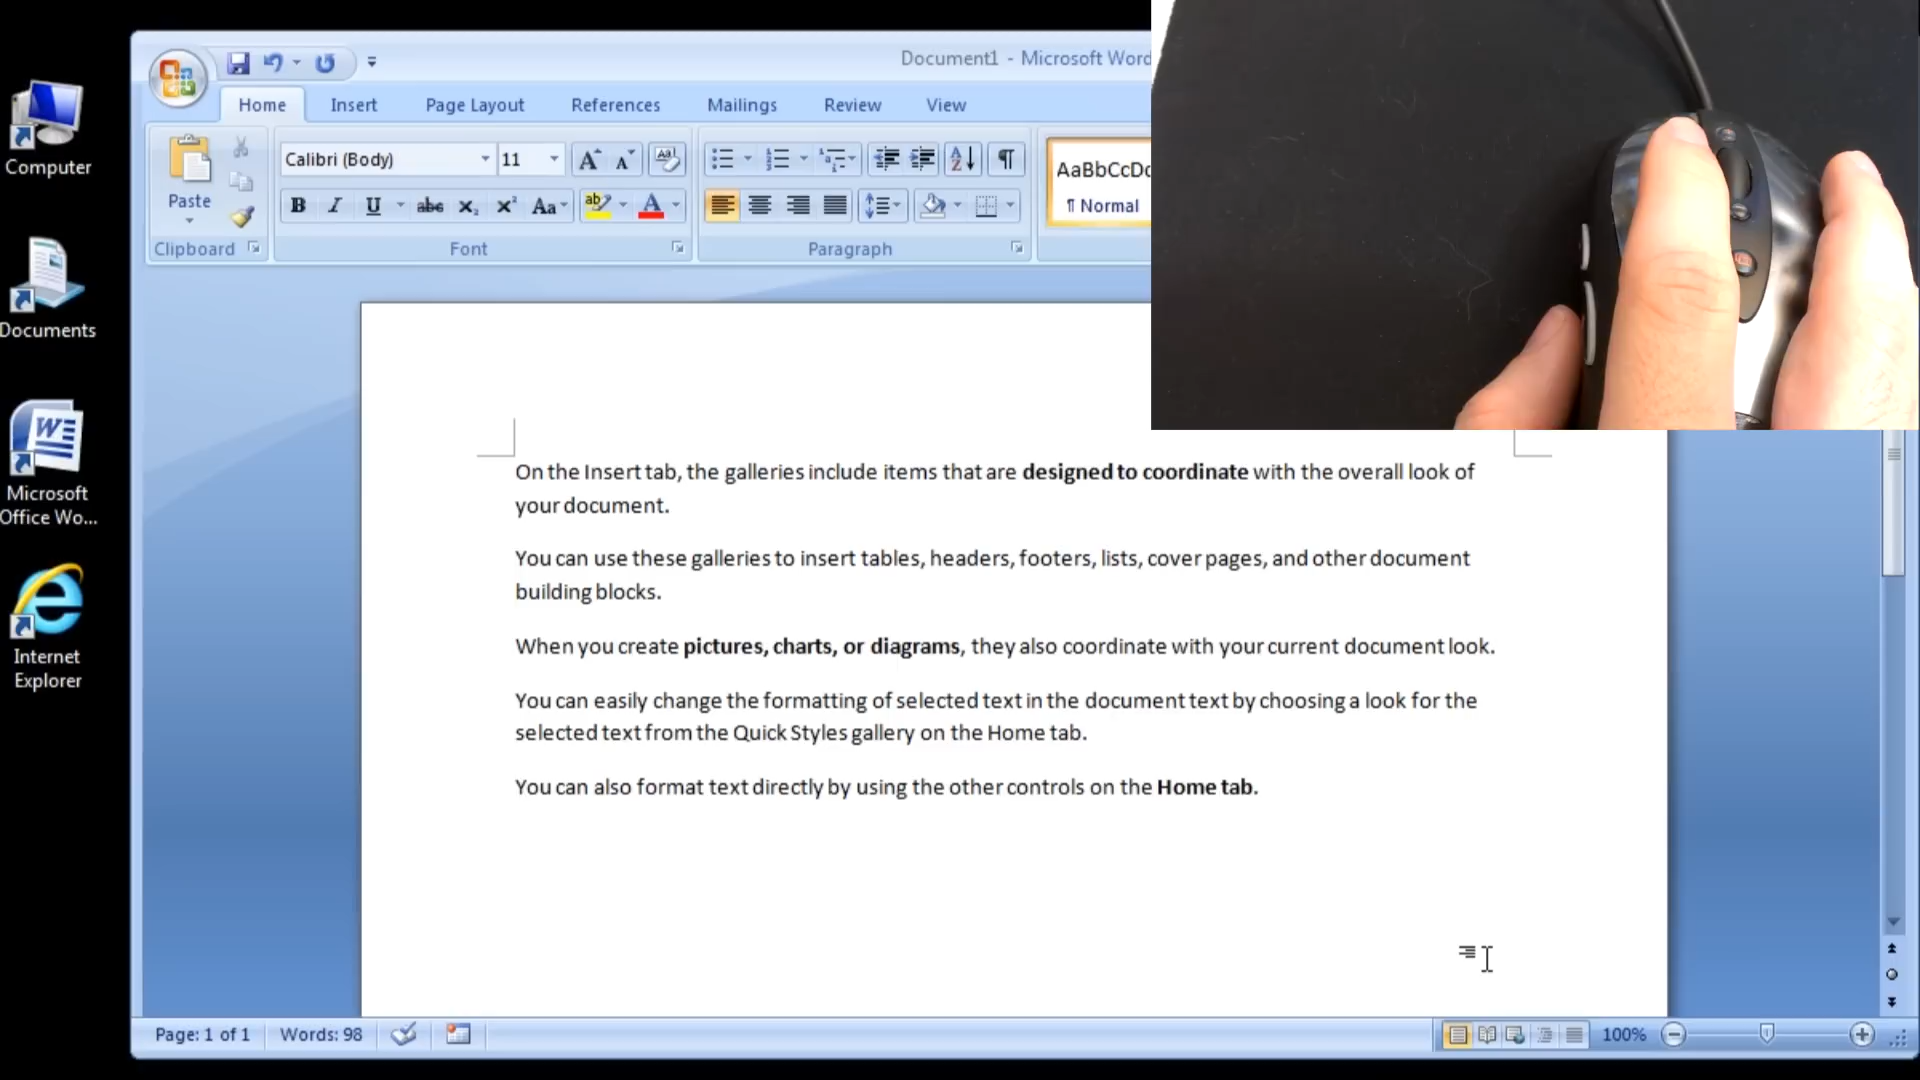 Document1 - Microsoft Word
Home Insert Page Layout References Mailings Review View
Computer
Calibri (Body) 11
AaBbCcDc
Paste
B I U abc X₂ X² Aa ab A
¶ Normal
Clipboard Font Paragraph
Documents
On the Insert tab, the galleries include items that are designed to coordinate with the overall look of
your document.
Microsoft
Office Wo...
You can use these galleries to insert tables, headers, footers, lists, cover pages, and other document
building blocks.
Internet
Explorer
When you create pictures, charts, or diagrams, they also coordinate with your current document look.
You can easily change the formatting of selected text in the document text by choosing a look for the
selected text from the Quick Styles gallery on the Home tab.
You can also format text directly by using the other controls on the Home tab.
Page: 1 of 1 Words: 98 100%